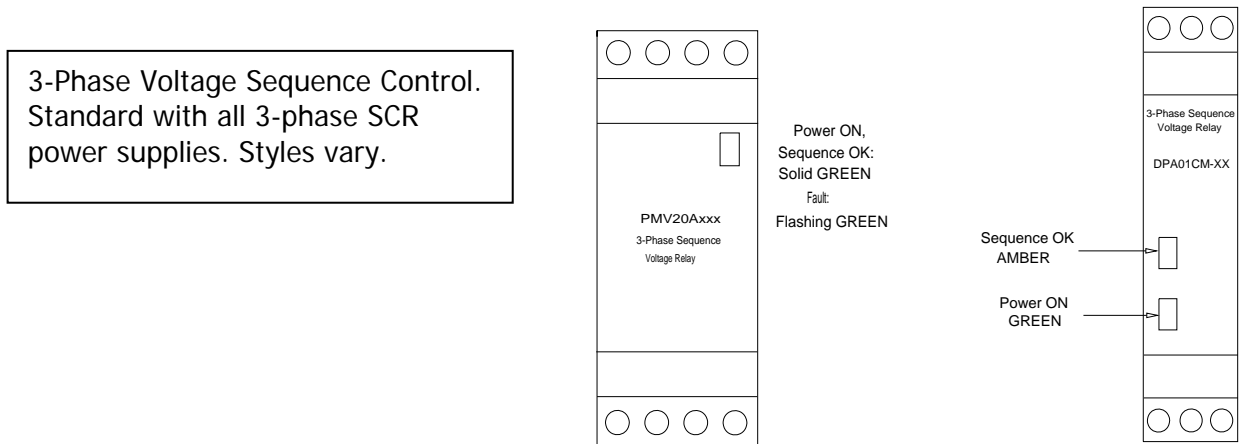 3-Phase Voltage Sequence Control.
Standard with all 3-phase SCR
power supplies. Styles vary.
PMV20Axxx
3-Phase Sequence
Voltage Relay
Power ON,
Sequence OK:
Solid GREEN
Fault:
Flashing GREEN
3-Phase Sequence
Voltage Relay
DPA01CM-XX
Sequence OK
AMBER
Power ON
GREEN